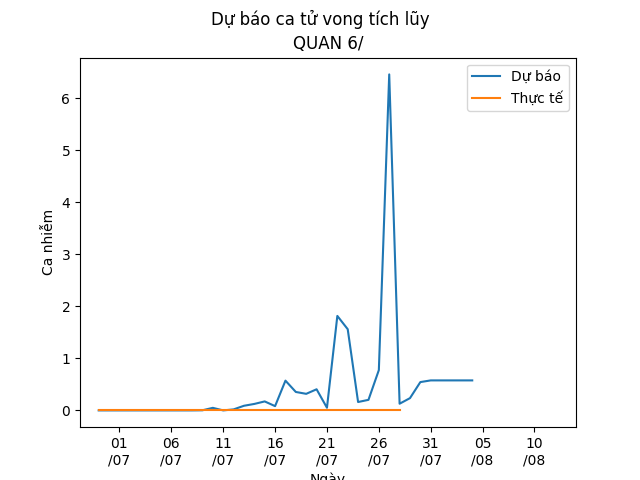 Dự báo ca tử vong tích lũy
QUAN 6/
Dự báo
Thực tế
Ca nhiễm
6
5
4
3
2
1
0
01 06 11 16 21 26 31 05 10
/07 /07 /07 /07 /07 /07 /07 /08 /08
Ngày